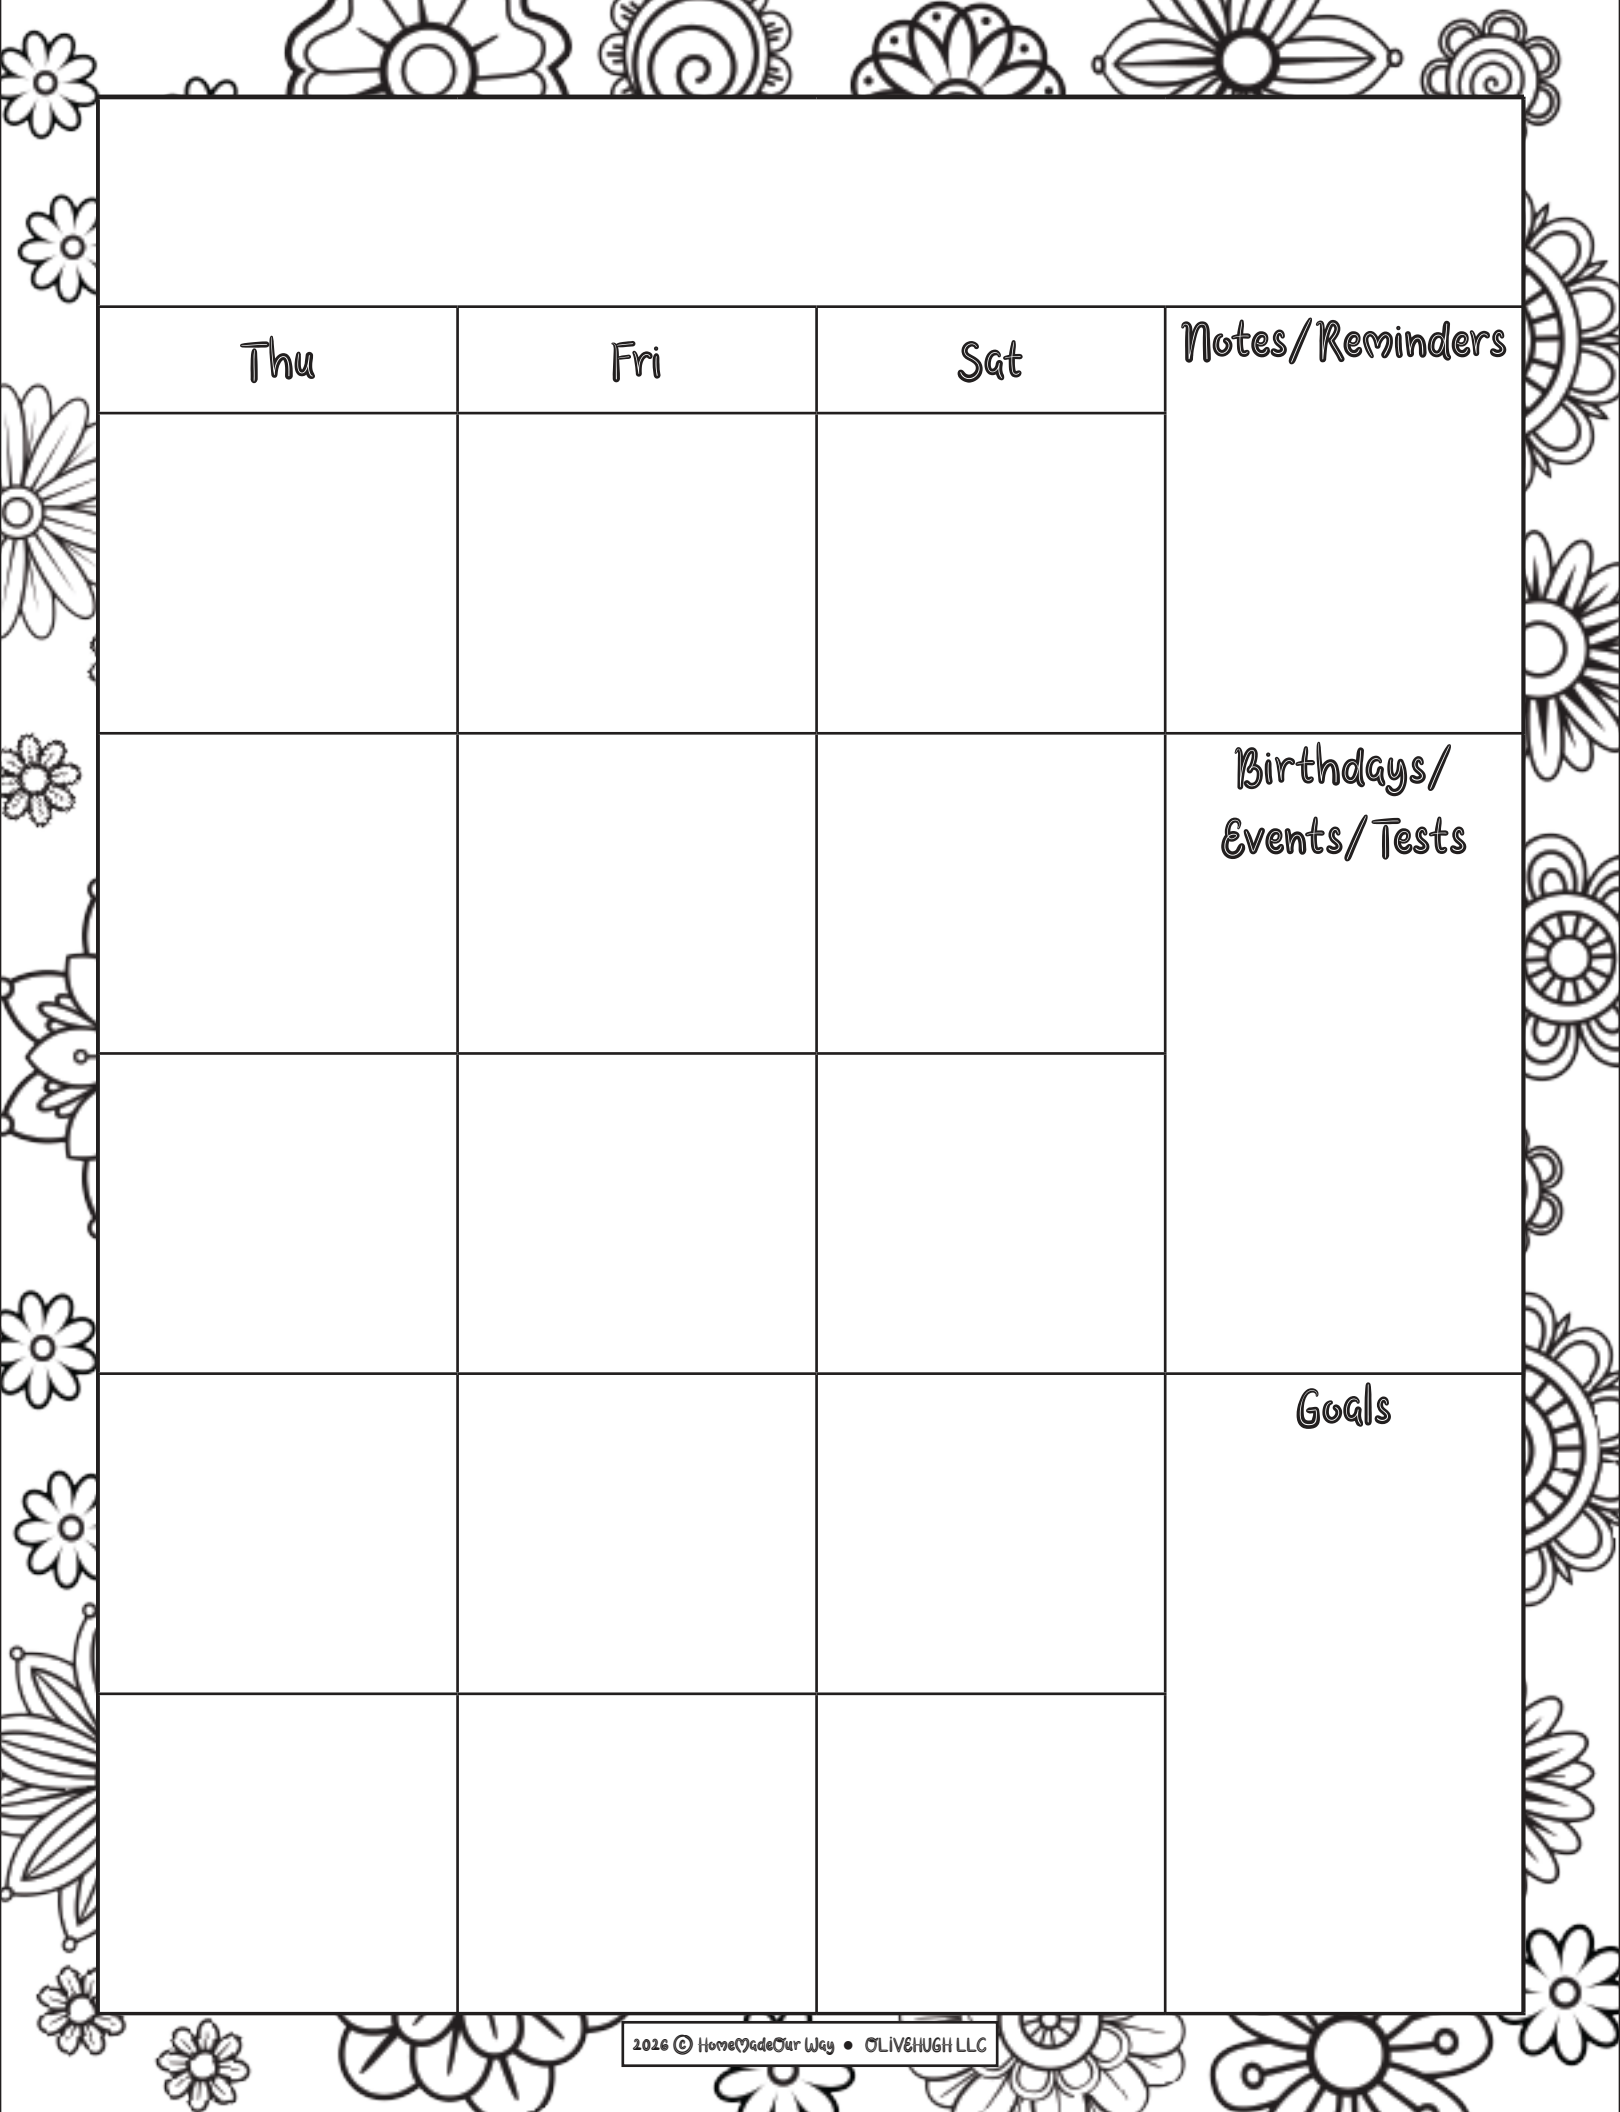 Thu
Fri
Sat
Notes/Reminders
Birthdays/
Events/Tests
Goals
2026 © HomeMadeOur Way • OLIVEHUGH LLC